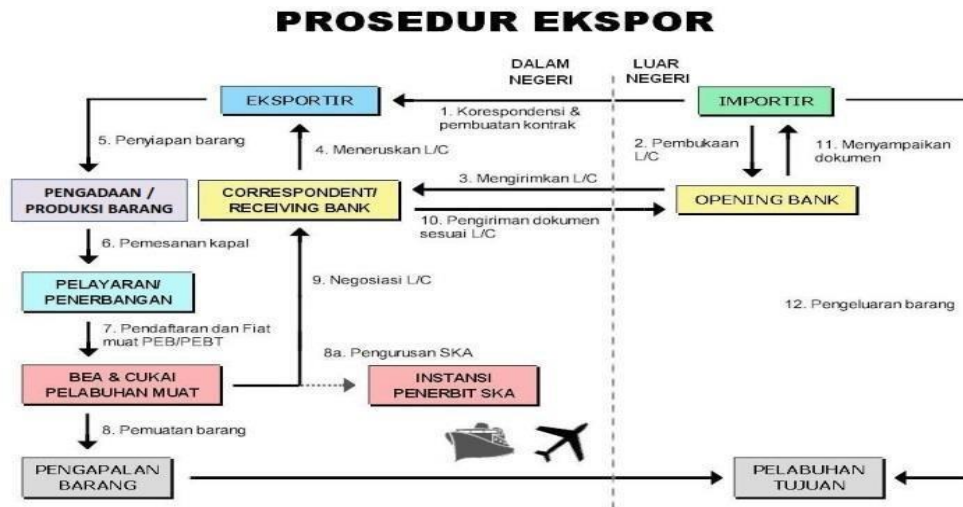 PROSEDUR EKSPOR
DALAM
NEGERI
LUAR
NEGERI
EKSPORTIR
IMPORTIR
1. Korespondensi &
pembuatan kontrak
5. Penyiapan barang
4. Meneruskan L/C
2. Pembukaan
L/C
11. Menyampaikan
dokumen
PENGADAAN /
PRODUKSI BARANG
CORRESPONDENT/
RECEIVING BANK
3. Mengirimkan L/C
OPENING BANK
10. Pengiriman dokumen
sesuai L/C
6. Pemesanan kapal
PELAYARAN/
PENERBANGAN
9. Negosiasi L/C
12. Pengeluaran barang
7. Pendaftaran dan Fiat
muat PEB/PEBT
8a. Pengurusan SKA
BEA & CUKAI
PELABUHAN MUAT
INSTANSI
PENERBIT SKA
8. Pemuatan barang
PENGAPALAN
BARANG
PELABUHAN
TUJUAN